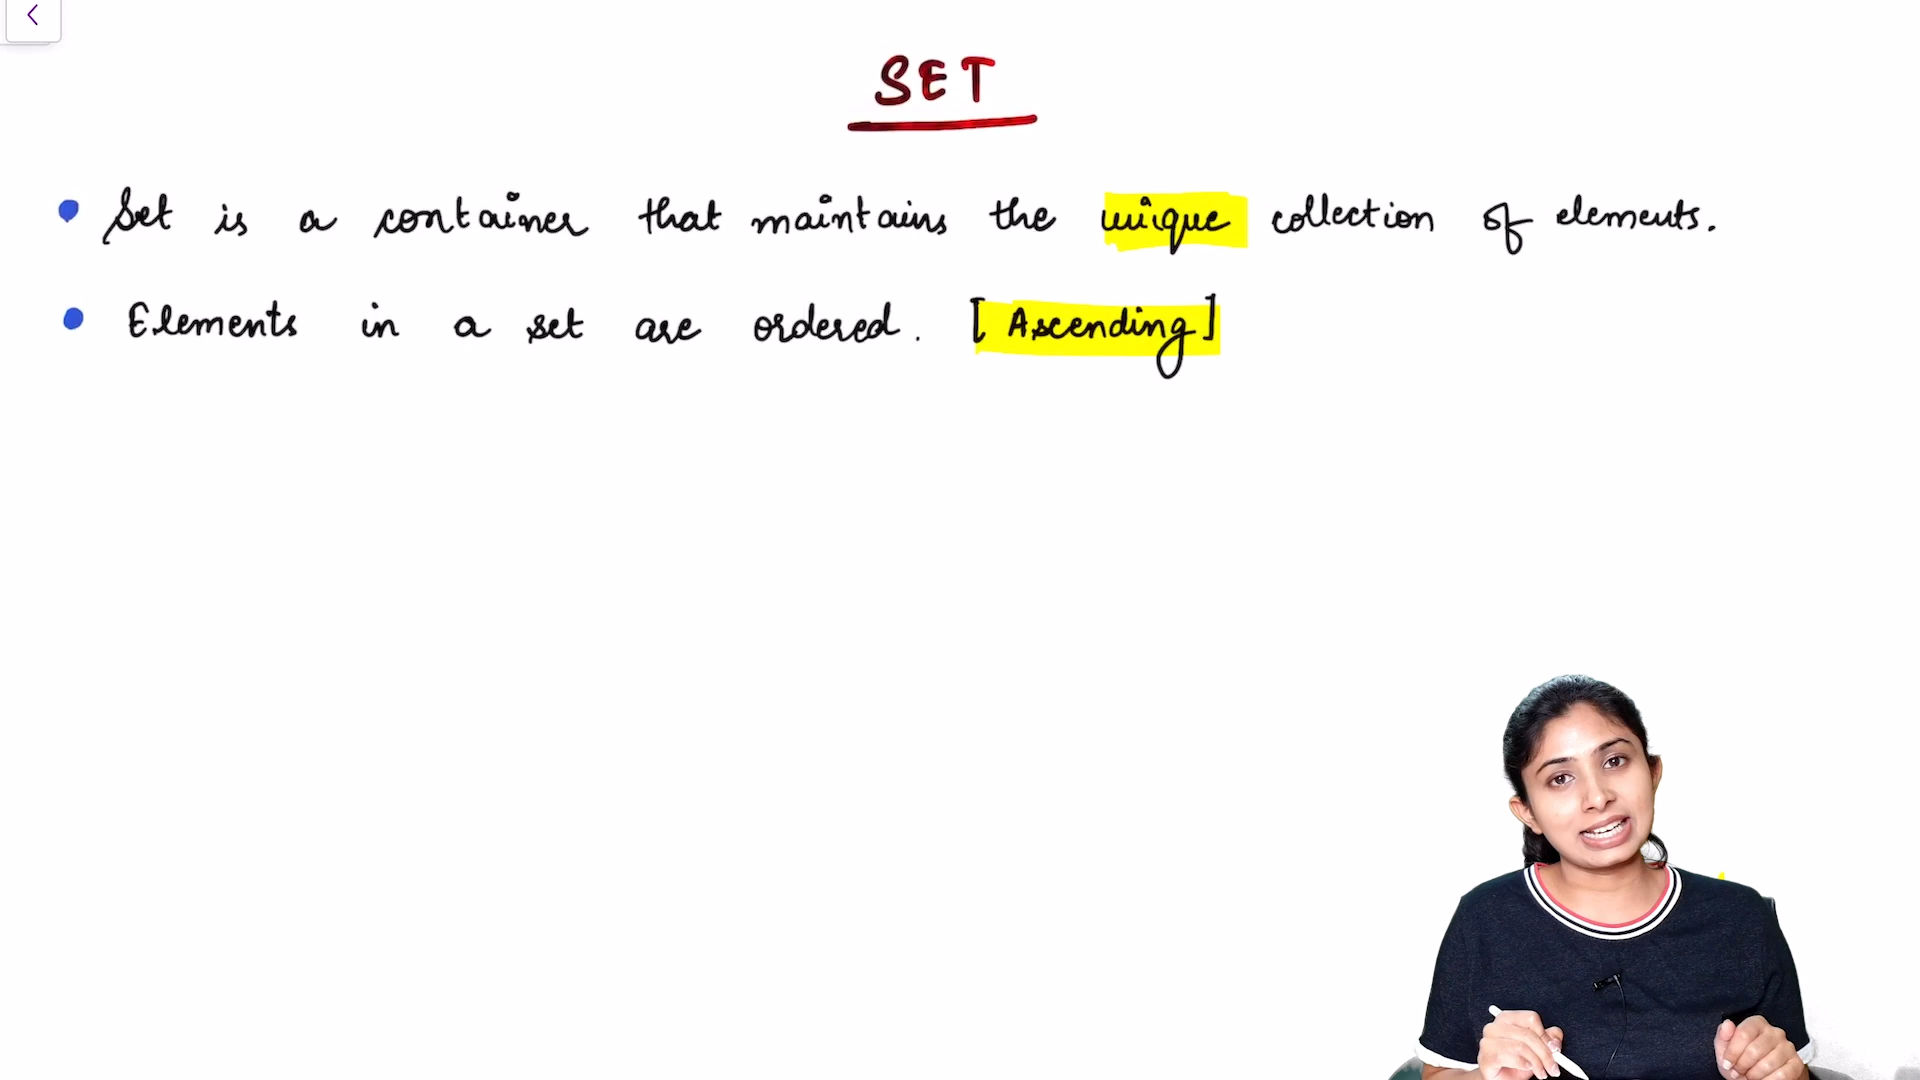 SET
Set is a container that maintains the unique collection of elements.
Elements in a set are ordered. [Ascending]